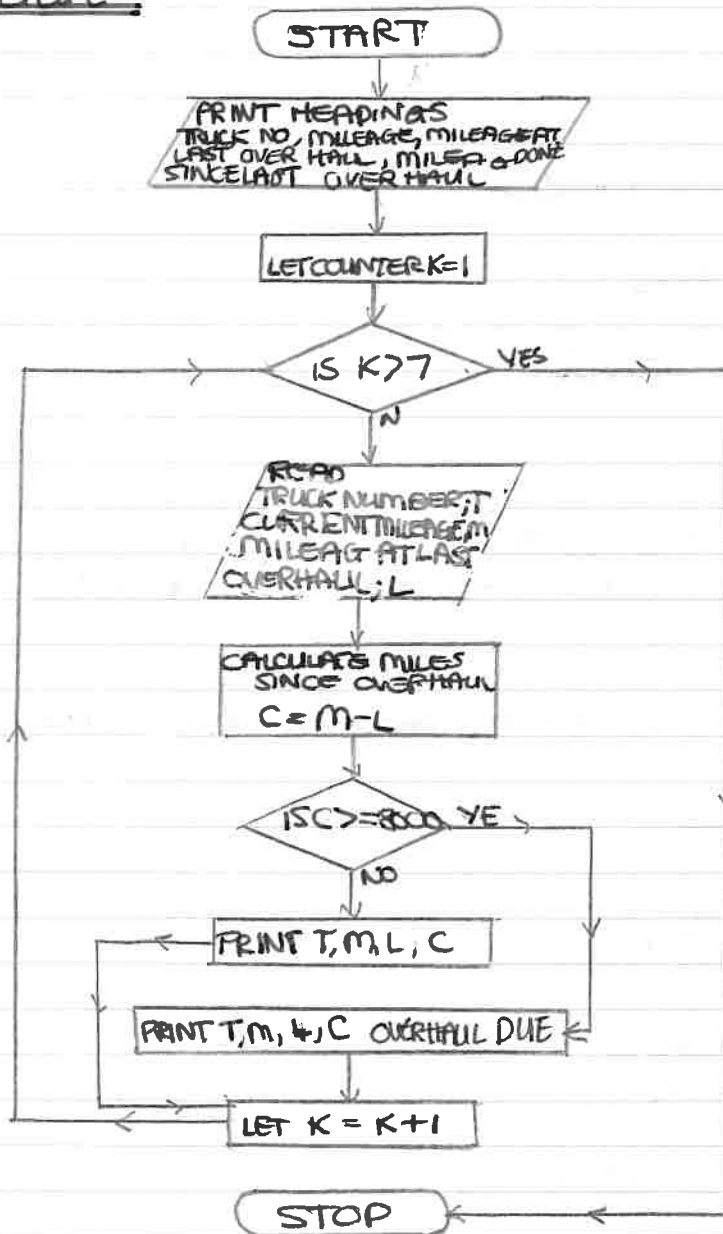 START
PRINT HEADINGS
TRUCK NO, MILEAGE, MILEAGE AT
LAST OVER HAUL, MILEA G DONE
SINCE LAST OVER HAUL
LET COUNTER K=1
IS K>7
YES
N
READ
TRUCK NUMBER;T
CURRENT MILEAGE,M
MILEAG AT LAST
OVERHAUL;L
CALCULATE MILES
SINCE OVERHAUL
C = M-L
IS C>=8000
YE
NO
PRINT T,M,L,C
PRINT T,M,L,C OVERHAUL DUE
LET K = K+1
STOP